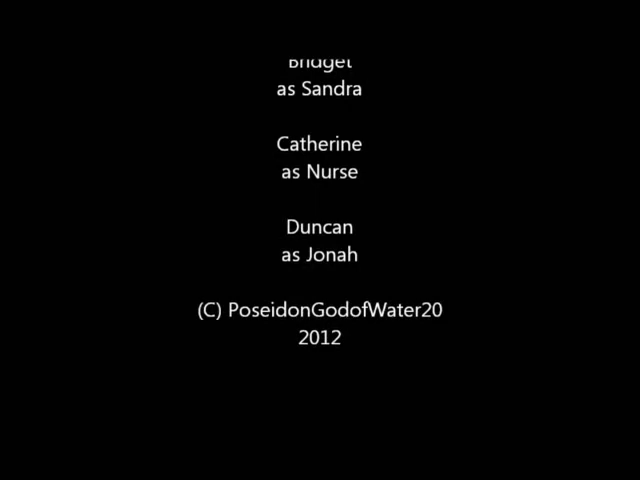 Bridget
as Sandra
Catherine
as Nurse
Duncan
as Jonah
(C) PoseidonGodofWater20
2012